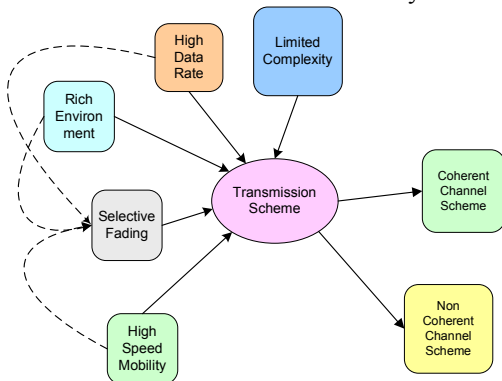 High
Data
Rate
Limited
Complexity
Rich
Environ
ment
Transmission
Scheme
Coherent
Channel
Scheme
Selective
Fading
High
Speed
Mobility
Non
Coherent
Channel
Scheme